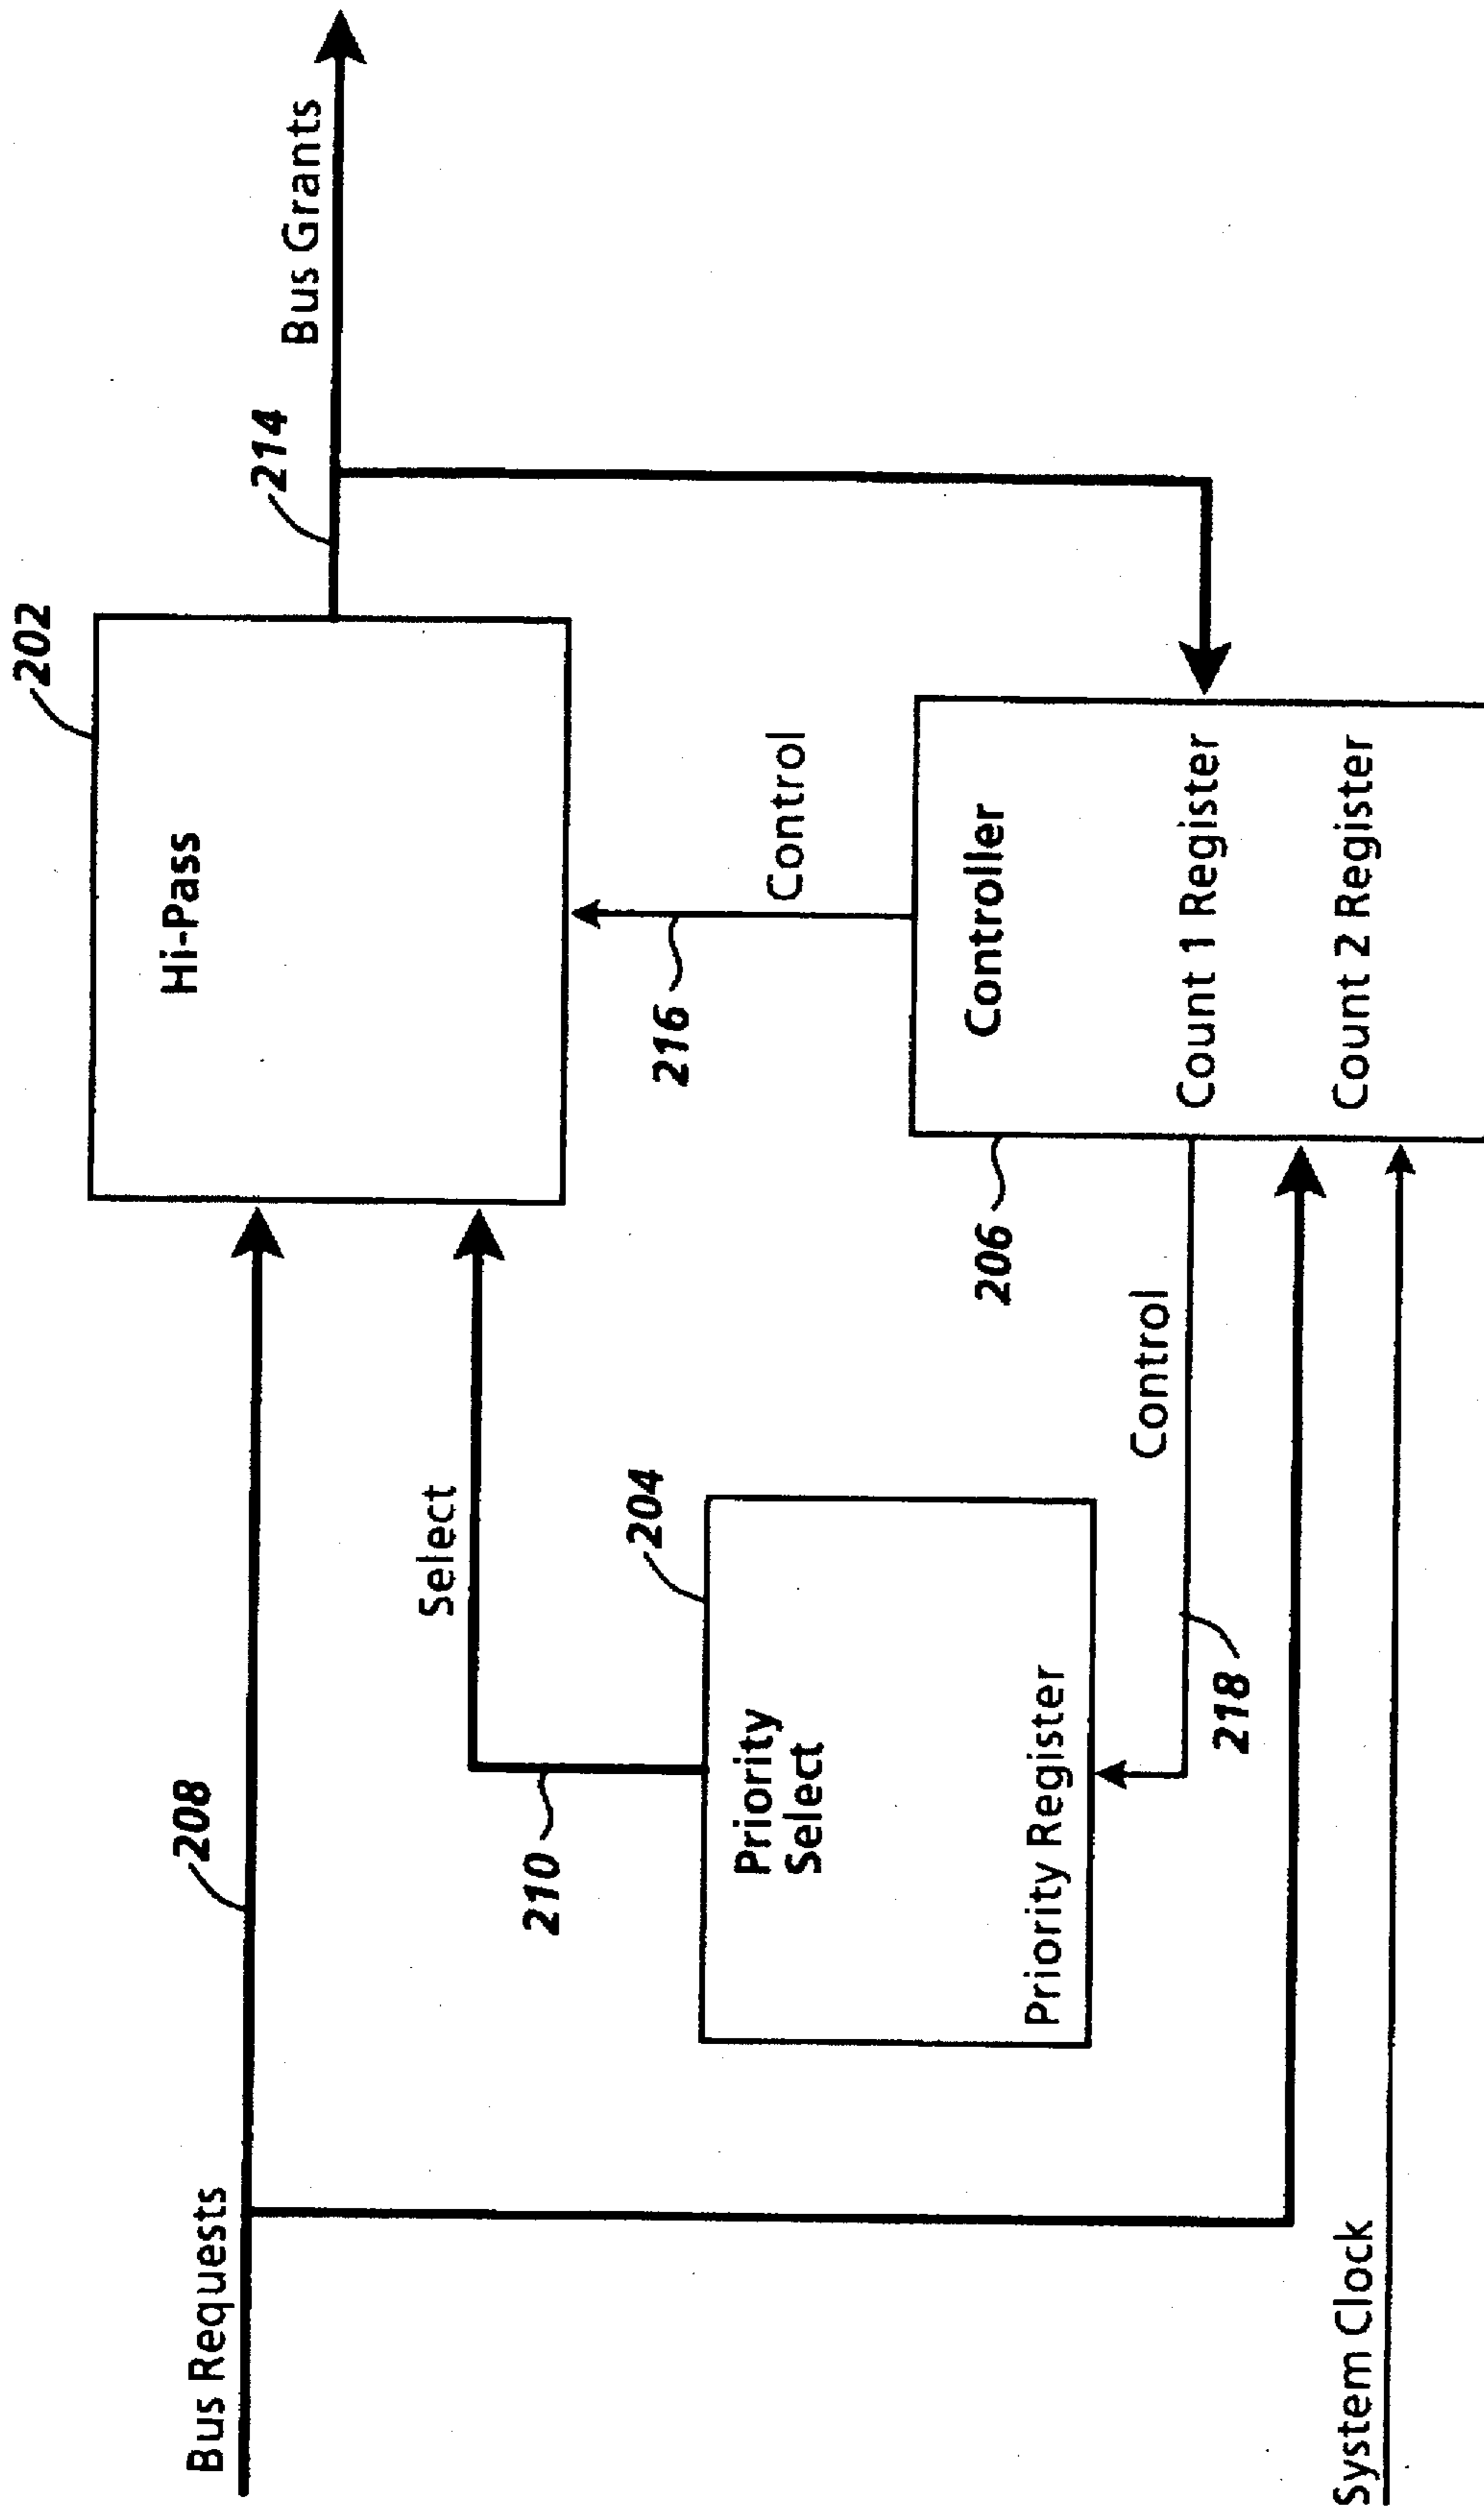 202
214
Bus Grants
Hi-Pass
208
Bus Requests
Select
210
216
Control
204
Priority
Select
Priority Register
206
Controller
Count 1 Register
Count 2 Register
Control
218
System Clock